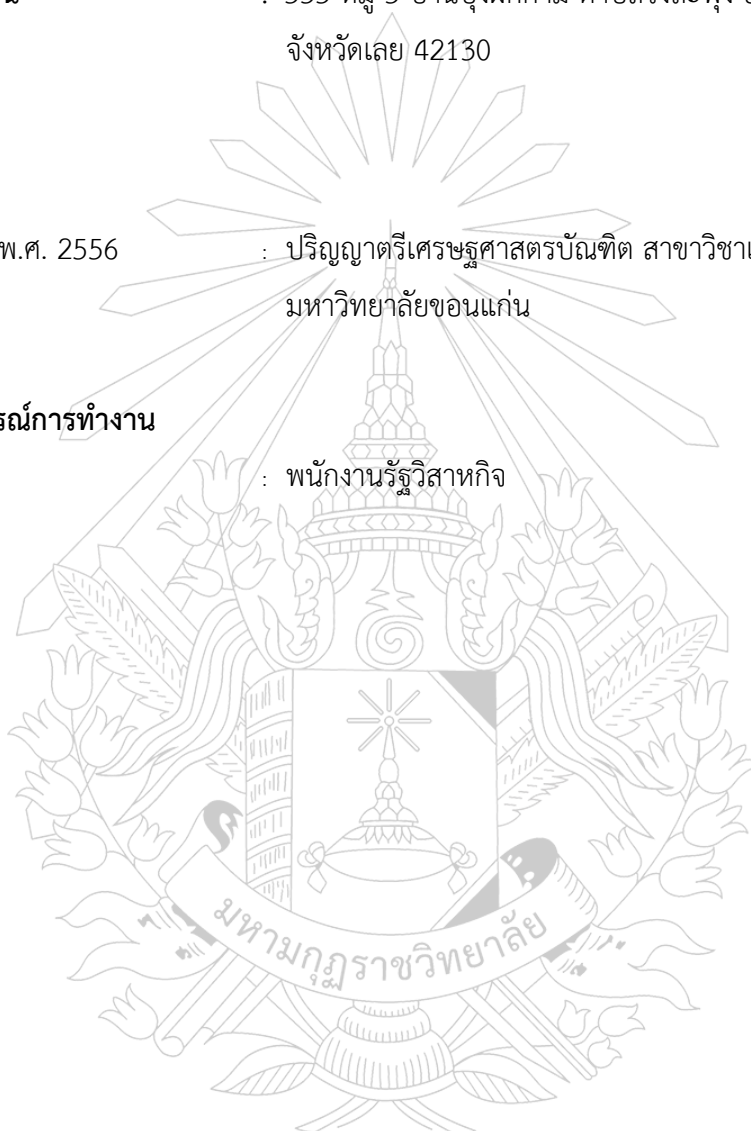 จังหวัดเลย 42130
พ.ศ. 2556 : ปริญญาตรีเศรษฐศาสตรบัณฑิต สาขาวิชา
มหาวิทยาลัยขอนแก่น
การทำงาน
: พนักงานรัฐวิสาหกิจ
มหามกุฏราชวิทยาลัย